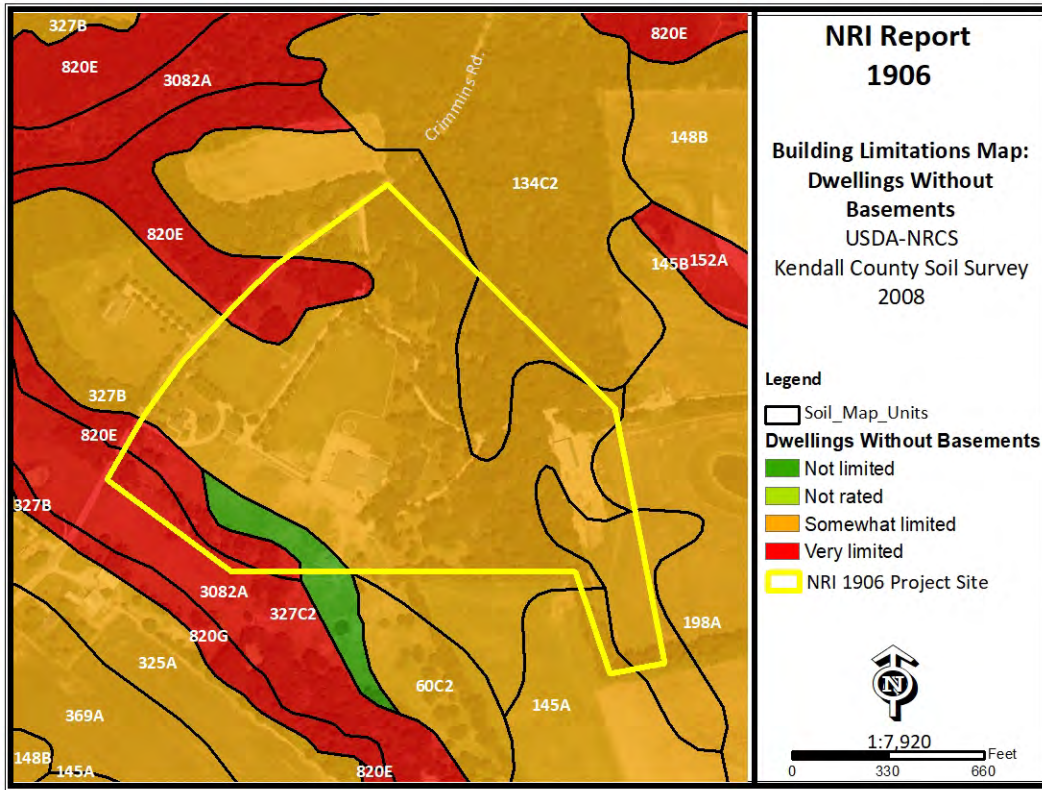 327B
820E
820E
3082A
Crimmins Rd.
148B
134C2
820E
145B
152A
327B
820E
327B
3082A
327C2
198A
820G
325A
60C2
145A
369A
148B
145A
820E
NRI Report
1906
Building Limitations Map:
Dwellings Without
Basements
USDA-NRCS
Kendall County Soil Survey
2008
Legend
Soil_Map_Units
Dwellings Without Basements
Not limited
Not rated
Somewhat limited
Very limited
NRI 1906 Project Site
N
1:7,920
Feet
0 330 660